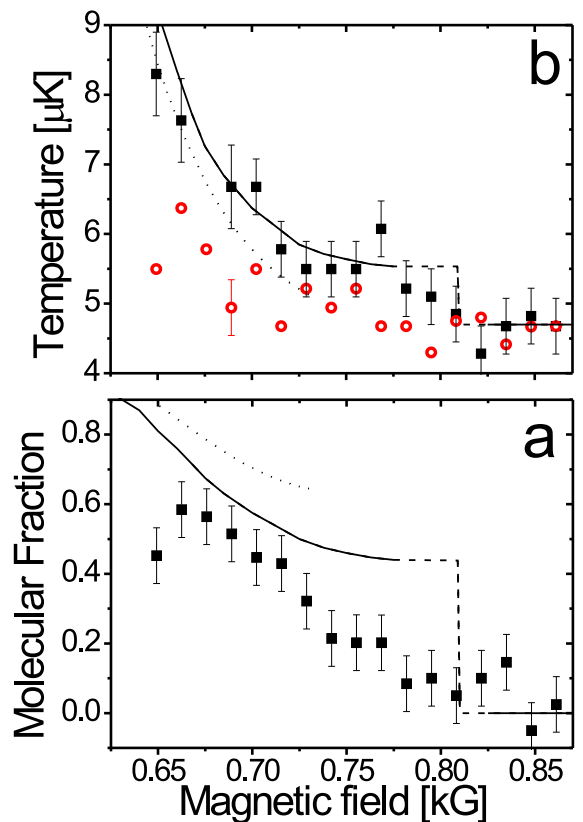 b
Temperature [μK]
9
8
7
6
5
4
a
Molecular Fraction
0.8
0.6
0.4
0.2
0.0
0.65 0.70 0.75 0.80 0.85
Magnetic field [kG]